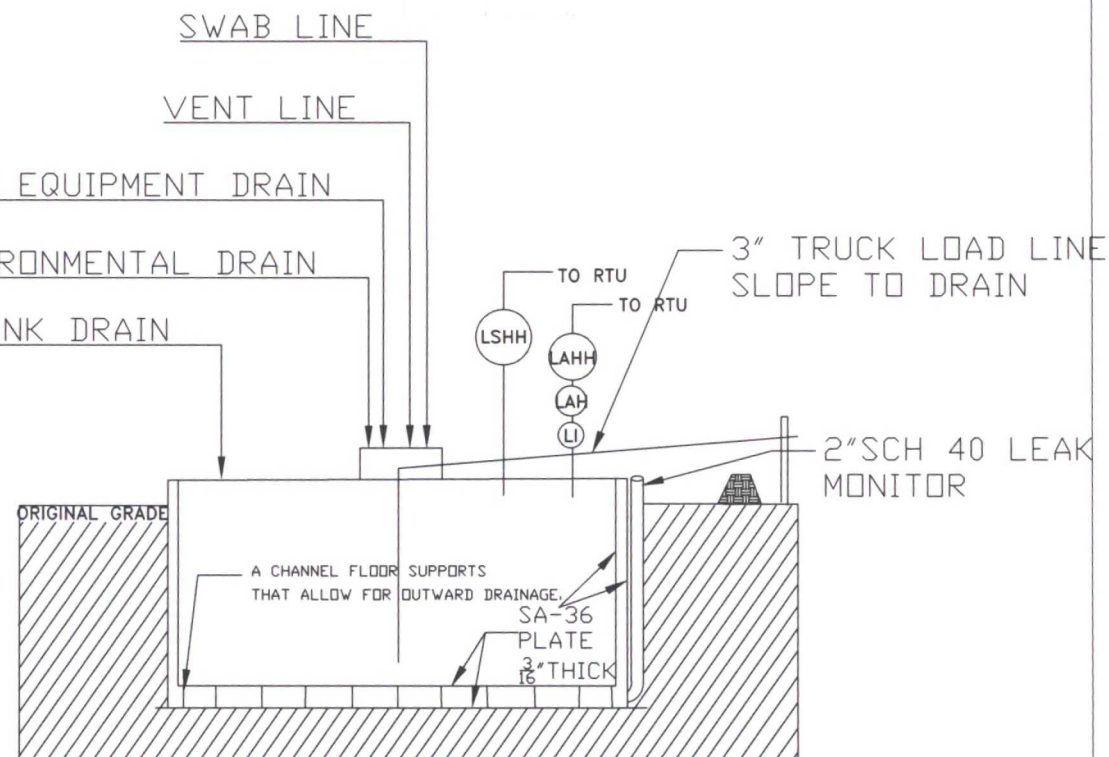 SWAB LINE
VENT LINE
EQUIPMENT DRAIN
RONMENTAL DRAIN
NK DRAIN
3" TRUCK LOAD LINE
SLOPE TO DRAIN
TO RTU
TO RTU
LSHH
LAHH
LAH
LI
2"SCH 40 LEAK
MONITOR
ORIGINAL GRADE
A CHANNEL FLOOR SUPPORTS
THAT ALLOW FOR OUTWARD DRAINAGE.
SA-36
PLATE
3/16"THICK